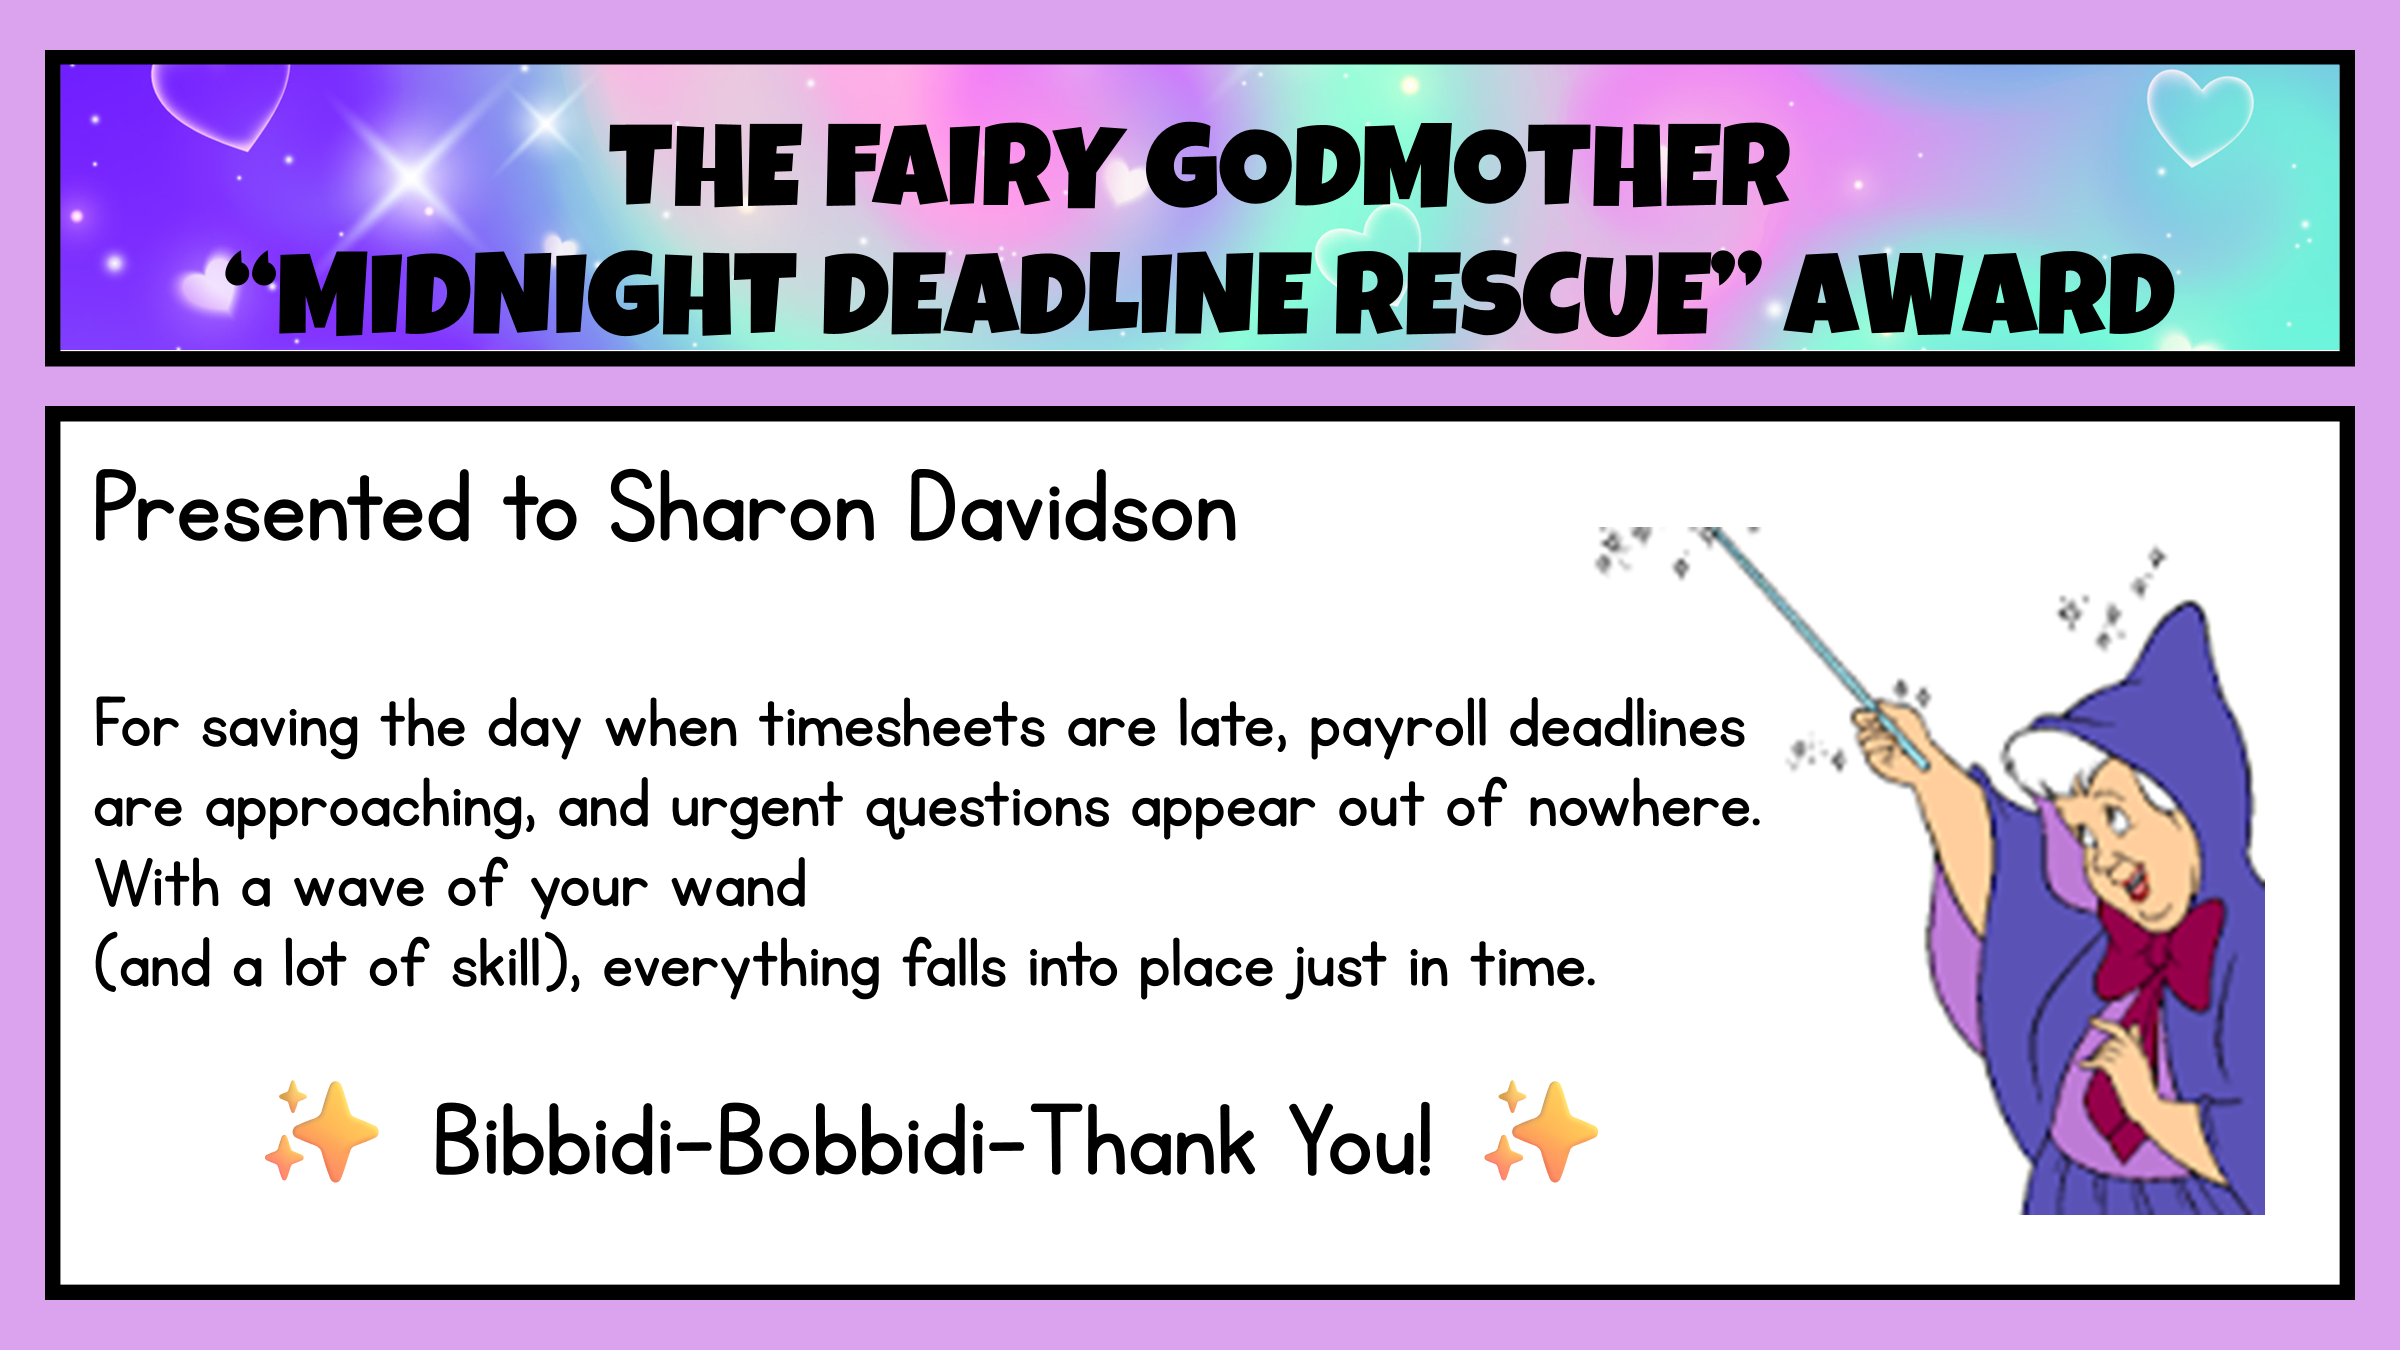 THE FAIRY GODMOTHER
“MIDNIGHT DEADLINE RESCUE” AWARD
Presented to Sharon Davidson
For saving the day when timesheets are late, payroll deadlines
are approaching, and urgent questions appear out of nowhere.
With a wave of your wand
(and a lot of skill), everything falls into place just in time.
✨ Bibbidi-Bobbidi-Thank You! ✨